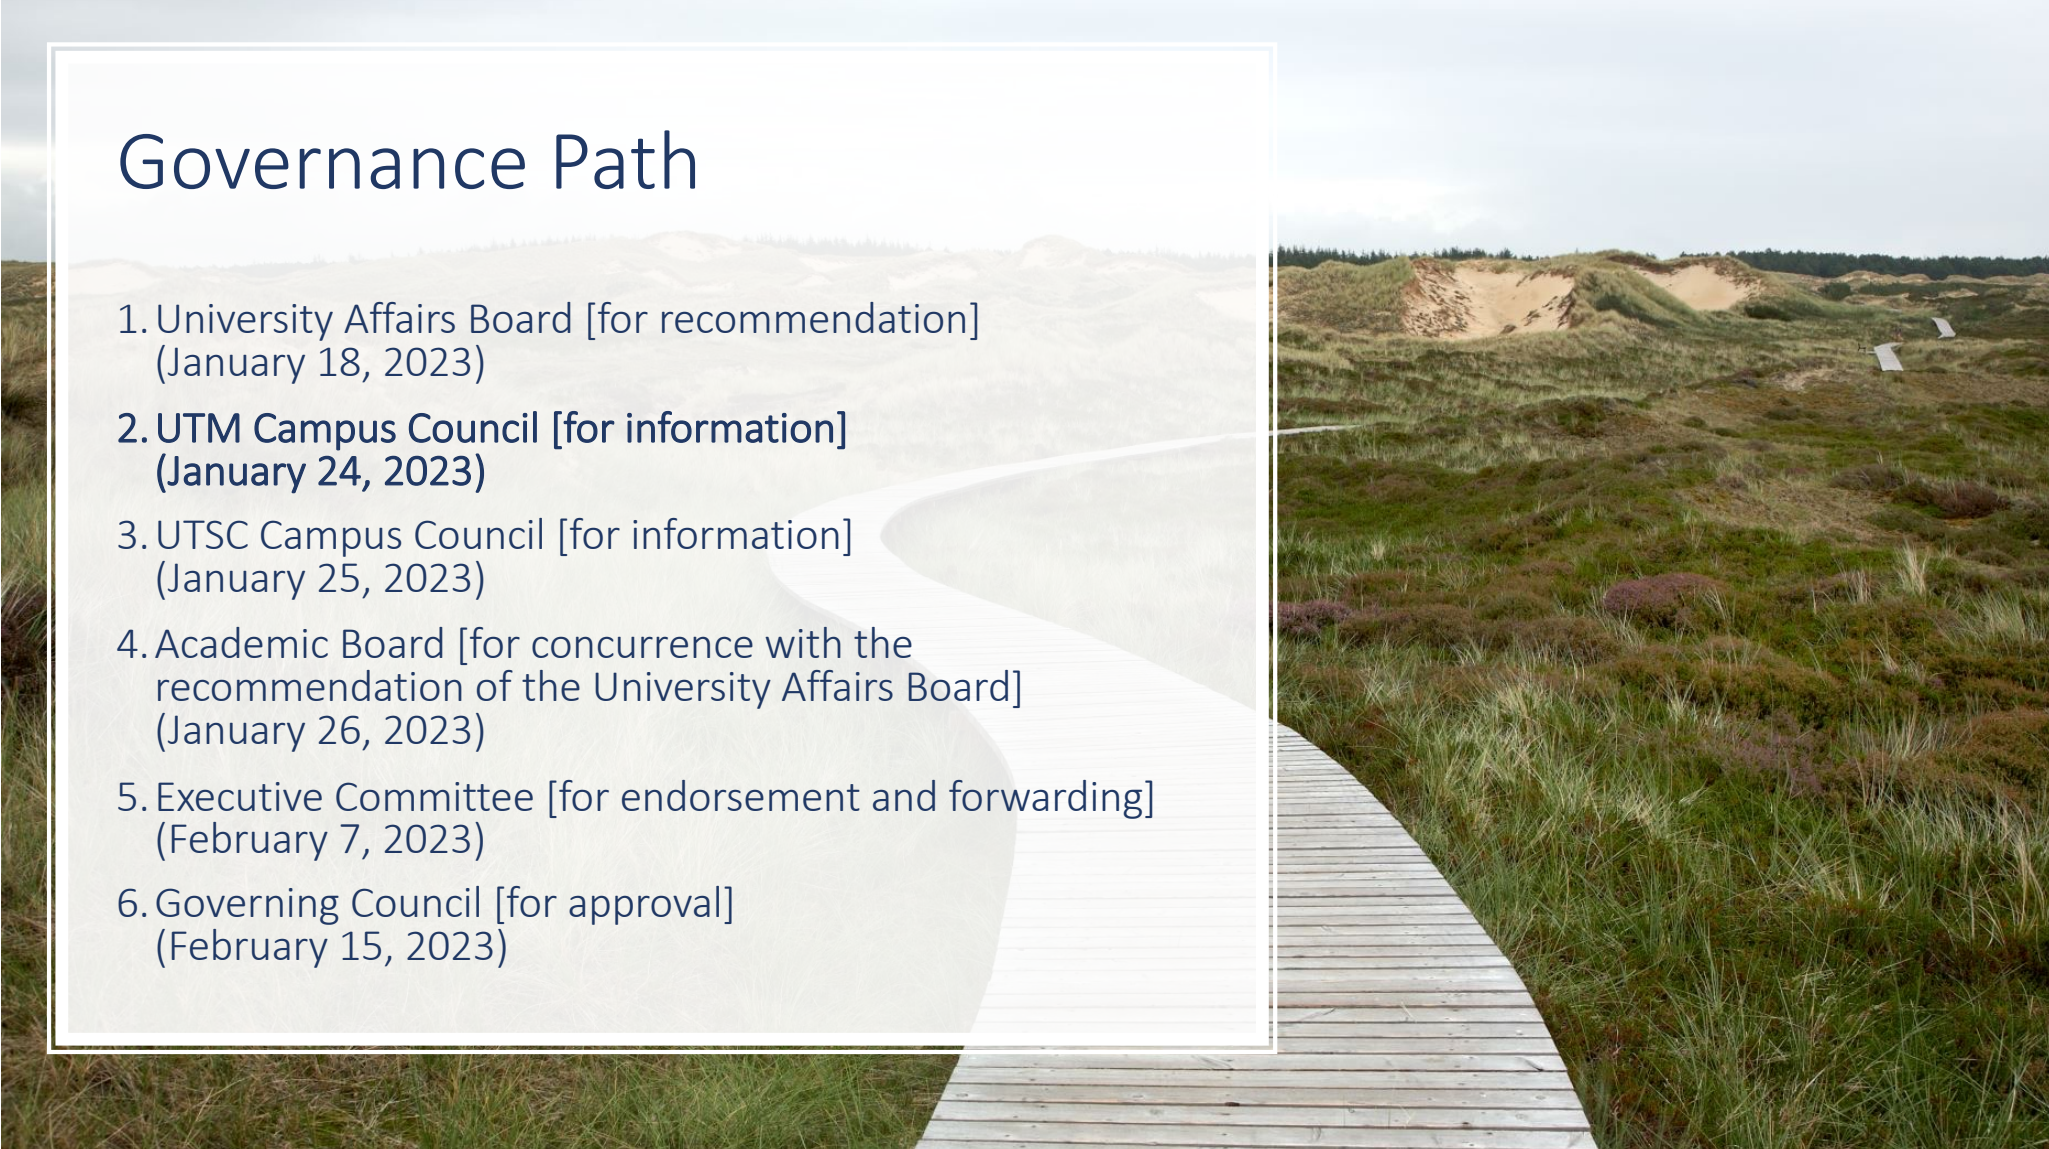 Governance Path
1. University Affairs Board [for recommendation]
(January 18, 2023)
2. UTM Campus Council [for information]
(January 24, 2023)
3. UTSC Campus Council [for information]
(January 25, 2023)
4. Academic Board [for concurrence with the
recommendation of the University Affairs Board]
(January 26, 2023)
5. Executive Committee [for endorsement and forwarding]
(February 7, 2023)
6. Governing Council [for approval]
(February 15, 2023)